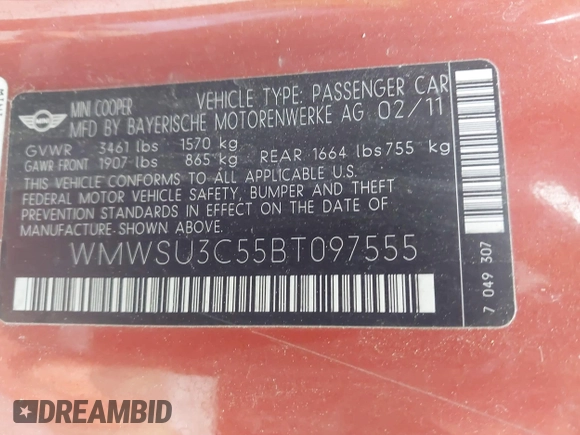 MINI COOPER
VEHICLE TYPE: PASSENGER CAR
MFD BY BAYERISCHE MOTORENWERKE AG 02/11
GVWR 3461 lbs 1570 kg
GAWR FRONT 1907 lbs 865 kg REAR 1664 lbs 755 kg
THIS VEHICLE CONFORMS TO ALL APPLICABLE U.S.
FEDERAL MOTOR VEHICLE SAFETY, BUMPER AND THEFT
PREVENTION STANDARDS IN EFFECT ON THE DATE OF
MANUFACTURE SHOWN ABOVE.
WMWSU3C55BT097555
7 049 307
DREAMBID